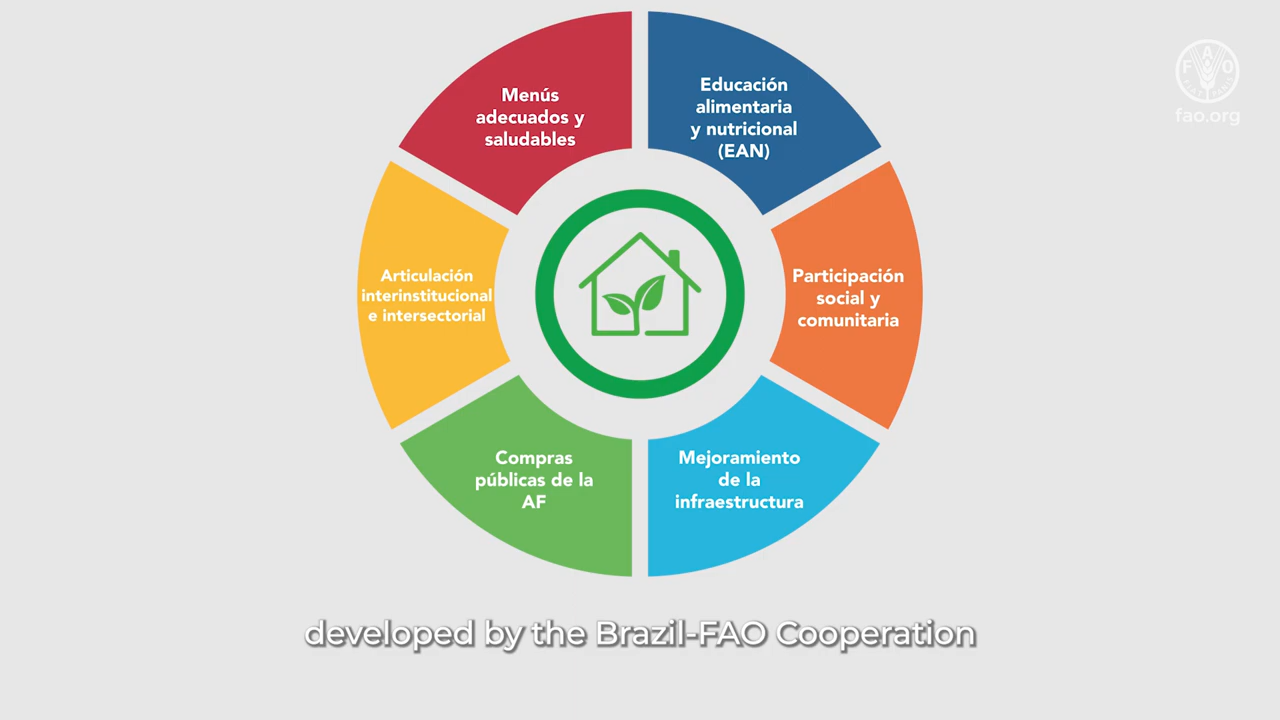 Menús
adecuados y
saludables
Educación
alimentaria
y nutricional
(EAN)
FAO
fao.org
Articulación
interinstitucional
e intersectorial
Participación
social y
comunitaria
Compras
públicas de la
AF
Mejoramiento
de la
infraestructura
developed by the Brazil-FAO Cooperation